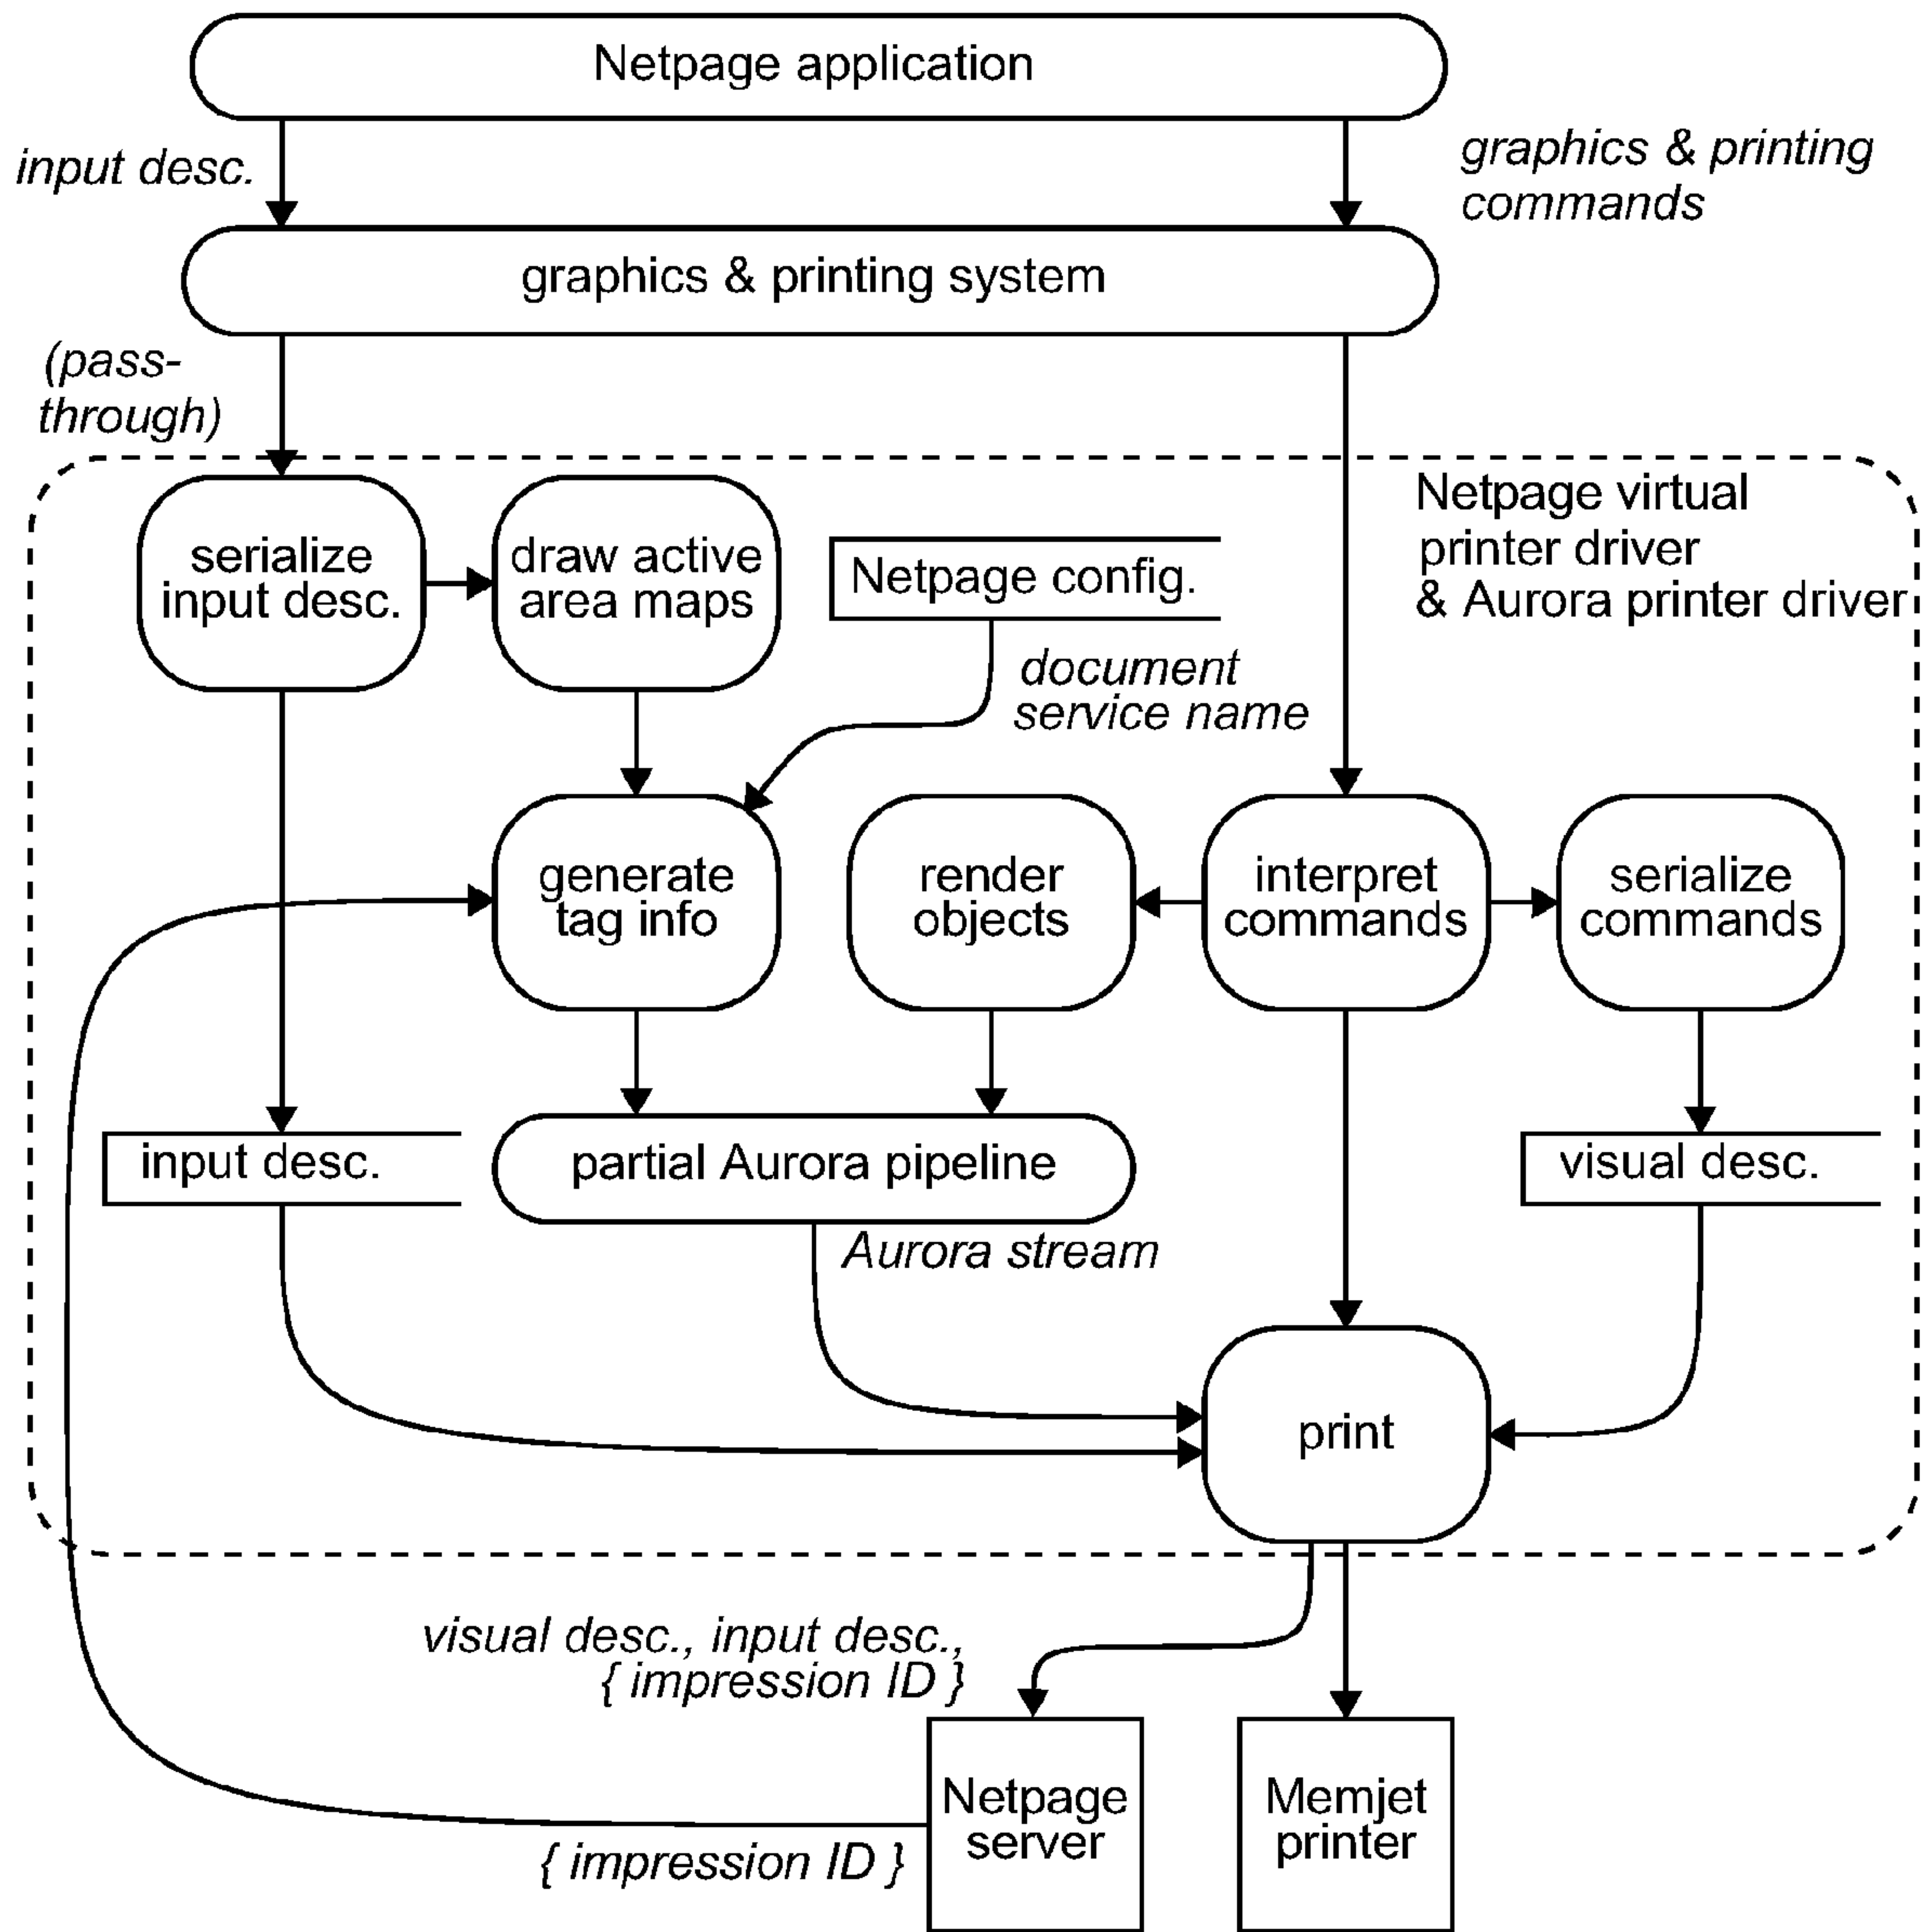 Netpage application
input desc.
graphics & printing
commands
graphics & printing system
(pass-
through)
Netpage virtual
printer driver
& Aurora printer driver
serialize
input desc.
draw active
area maps
Netpage config.
document
service name
generate
tag info
render
objects
interpret
commands
serialize
commands
input desc.
partial Aurora pipeline
visual desc.
Aurora stream
print
visual desc., input desc.,
{ impression ID }
Netpage
server
Memjet
printer
{ impression ID }